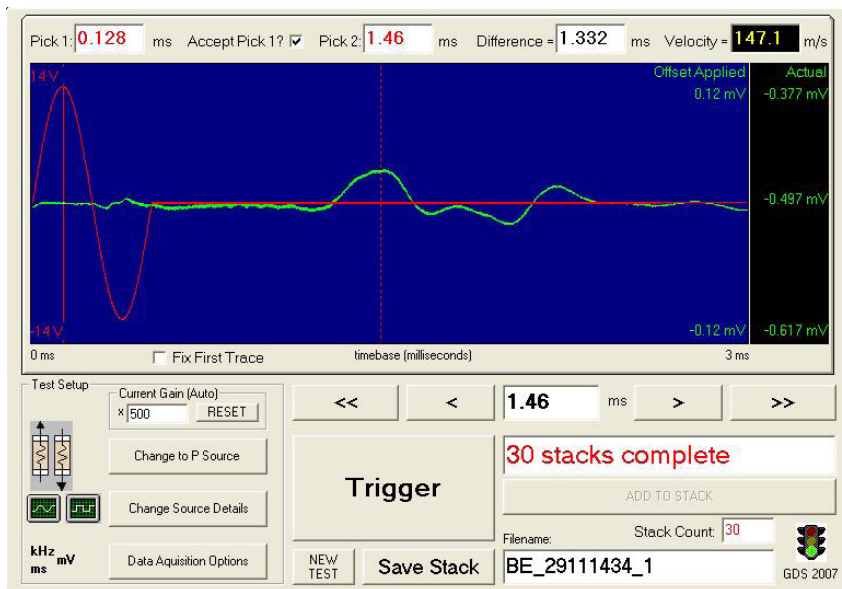 Pick 1: 0.128 ms Accept Pick 1? Pick 2: 1.46 ms Difference = 1.332 ms Velocity = 147.1 m/s
14V Offset Applied Actual
0.12 mV -0.377 mV
-0.497 mV
-14V -0.12 mV -0.617 mV
0 ms Fix First Trace timebase (milliseconds) 3 ms
Test Setup
Current Gain (Auto)
× 500 RESET
<< < 1.46 ms > >>
Change to P Source
Trigger
30 stacks complete
ADD TO STACK
Change Source Details
Stack Count: 30
kHz
ms mV
Data Aquisition Options
NEW TEST
Save Stack
Filename:
BE_29111434_1
GDS 2007